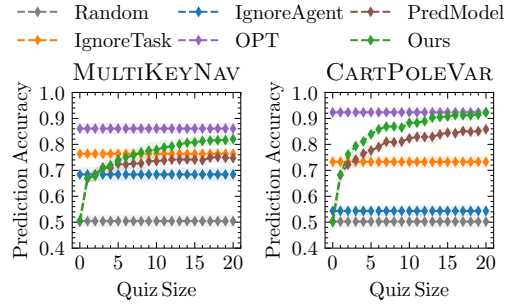 Random IgnoreAgent PredModel
IgnoreTask OPT Ours
MULTIKEYNAV CARTPOLEVAR
Prediction Accuracy
1.0
0.9
0.8
0.7
0.6
0.5
0.4
0 5 10 15 20
Quiz Size
Prediction Accuracy
1.0
0.9
0.8
0.7
0.6
0.5
0.4
0 5 10 15 20
Quiz Size